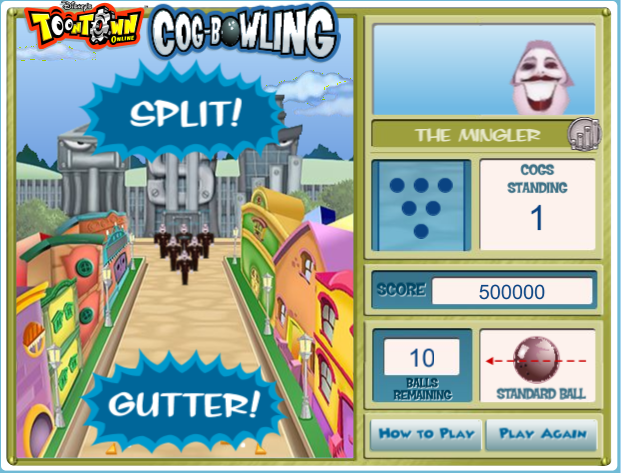 Disney's
TOONTOWN
ONLINE
COG-BOWLING
SPLIT!
THE MINGLER
COGS
STANDING
1
SCORE 500000
10
BALLS
REMAINING
STANDARD BALL
GUTTER!
HOW TO PLAY
PLAY AGAIN